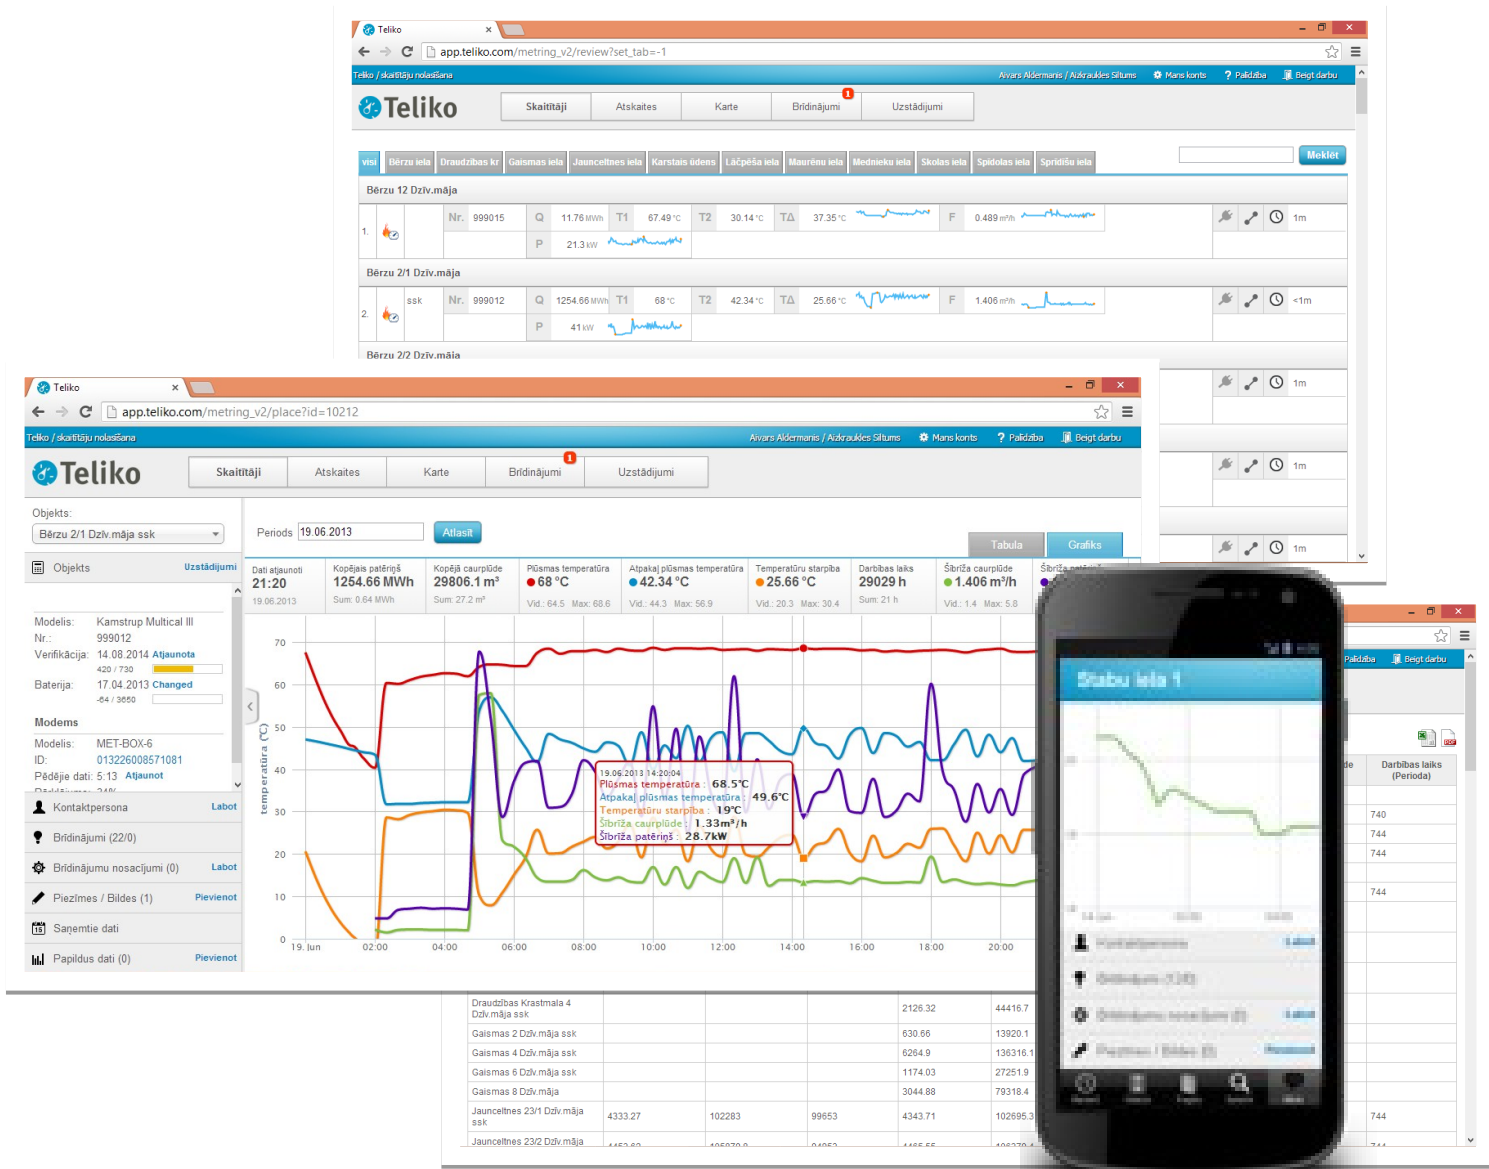 Teliko
app.teliko.com/metring_v2/review?set_tab=-1
Teliko / skaitītāju nolasīšana
Aivars Aldermanis / Aizkraukles Siltums
Mans konts
Palīdzība
Beigt darbu
Teliko
Skaitītāji
Atskaites
Karte
Brīdinājumi
1
Uzstādījumi
visi
Bērzu iela
Draudzības kr
Gaismas iela
Jaunceltnes iela
Karstais ūdens
Lāčplēša iela
Maurēnu iela
Mednieku iela
Skolas iela
Spīdolas iela
Sprīdīšu iela
Meklēt
Bērzu 12 Dzīv.māja
1. Nr. 999015 Q 11.76 MWh T1 67.49 °C T2 30.14 °C TΔ 37.35 °C F 0.489 m³/h 1m
P 21.3 kW
Bērzu 2/1 Dzīv.māja
2. ssk Nr. 999012 Q 1254.66 MWh T1 68 °C T2 42.34 °C TΔ 25.66 °C F 1.406 m³/h <1m
P 41 kW
Bērzu 2/2 Dzīv.māja
1m
1m
1m
Teliko
app.teliko.com/metring_v2/place?id=10212
Teliko / skaitītāju nolasīšana
Aivars Aldermanis / Aizkraukles Siltums
Mans konts
Palīdzība
Beigt darbu
Teliko
Skaitītāji
Atskaites
Karte
Brīdinājumi
1
Uzstādījumi
Objekts:
Bērzu 2/1 Dzīv.māja ssk
Periods 19.06.2013 Atlasīt
Tabula
Grafiks
Objekts Uzstādījumi
Modelis: Kamstrup Multical III
Nr.: 999012
Verifikācija: 14.08.2014 Atjaunota
420 / 730
Baterija: 17.04.2013 Changed
-64 / 3650
Modems
Modelis: MET-BOX-6
ID: 013226008571081
Pēdējie dati: 5:13 Atjaunot
Kontaktpersona Labot
Brīdinājumi (22/0)
Brīdinājumu nosacījumi (0) Labot
Piezīmes / Bildes (1) Pievienot
15 Saņemtie dati
Papildus dati (0) Pievienot
Dati atjaunoti
21:20
19.06.2013
Kopējais patēriņš
1254.66 MWh
Sum: 0.64 MWh
Kopējā caurplūde
29806.1 m³
Sum: 27.2 m³
Plūsmas temperatūra
68 °C
Vid.: 64.5 Max: 68.6
Atpakaļ plūsmas temperatūra
42.34 °C
Vid.: 44.3 Max: 56.9
Temperatūru starpība
25.66 °C
Vid.: 20.3 Max: 30.4
Darbības laiks
29029 h
Sum: 21 h
Šībrīža caurplūde
1.406 m³/h
Vid.: 1.4 Max: 5.8
Šībrīža patēriņš
temperatūra (°C)
70
60
50
40
30
20
10
0
19. Jun 02:00 04:00 06:00 08:00 10:00 12:00 14:00 16:00 18:00 20:00
19.06.2013 14:20:04
Plūsmas temperatūra : 68.5°C
Atpakaļ plūsmas temperatūra : 49.6°C
Temperatūru starpība : 19°C
Šībrīža caurplūde : 1.33m³/h
Šībrīža patēriņš : 28.7kW
Stabu iela 1
Kontaktpersona Labot
Piezīmes / Bildes Pievienot
Palīdzība
Beigt darbu
PDF
Darbības laiks
(Perioda)
740
744
744
744
Draudzības Krastmala 4
Dzīv.māja ssk
2126.32 44416.7
Gaismas 2 Dzīv.māja ssk 630.66 13920.1
Gaismas 4 Dzīv.māja ssk 6264.9 136316.1
Gaismas 6 Dzīv.māja ssk 1174.03 27251.9
Gaismas 8 Dzīv.māja 3044.88 79318.4
Jaunceltnes 23/1 Dzīv.māja
ssk
4333.27 102283 99653 4343.71 102695.3 744
Jaunceltnes 23/2 Dzīv.māja